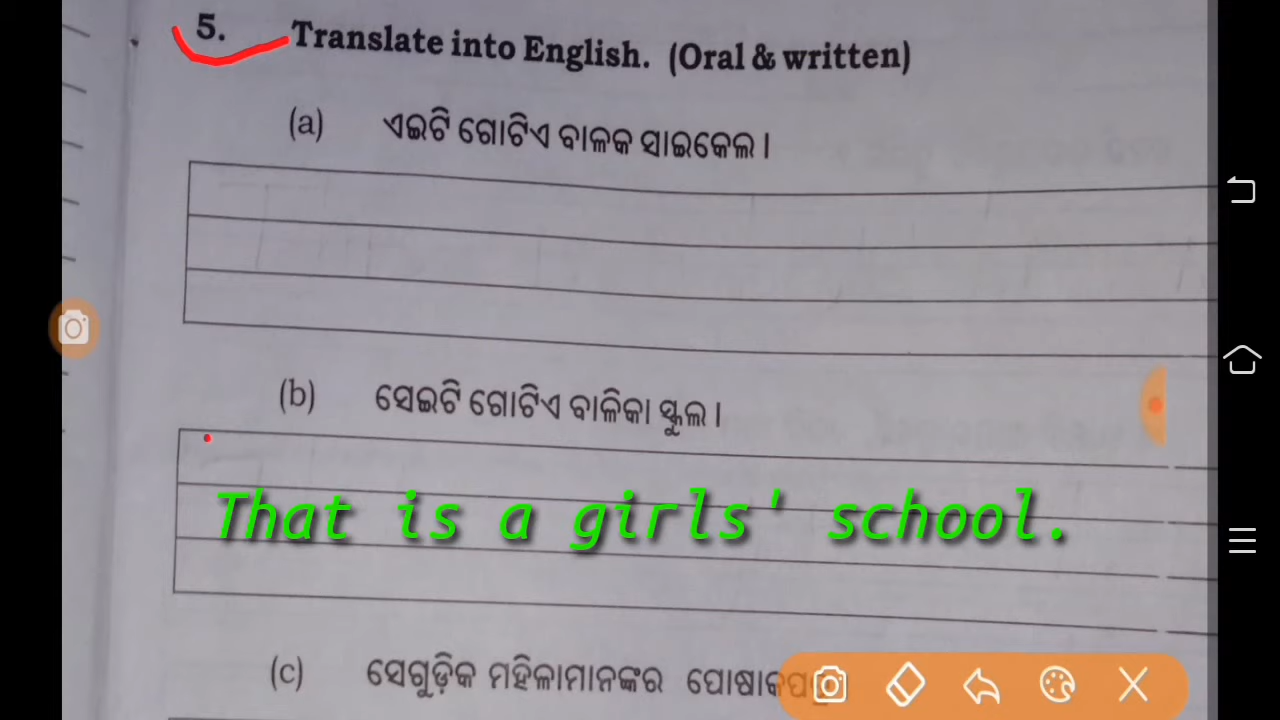 5. Translate into English. (Oral & written)
(a) ଏଇଟି ଗୋଟିଏ ବାଳକ ସାଇକେଲ।
(b) ସେଇଟି ଗୋଟିଏ ବାଳିକା ସ୍କୁଲ।
That is a girls' school.
(c) ସେଗୁଡ଼ିକ ମହିଳାମାନଙ୍କର